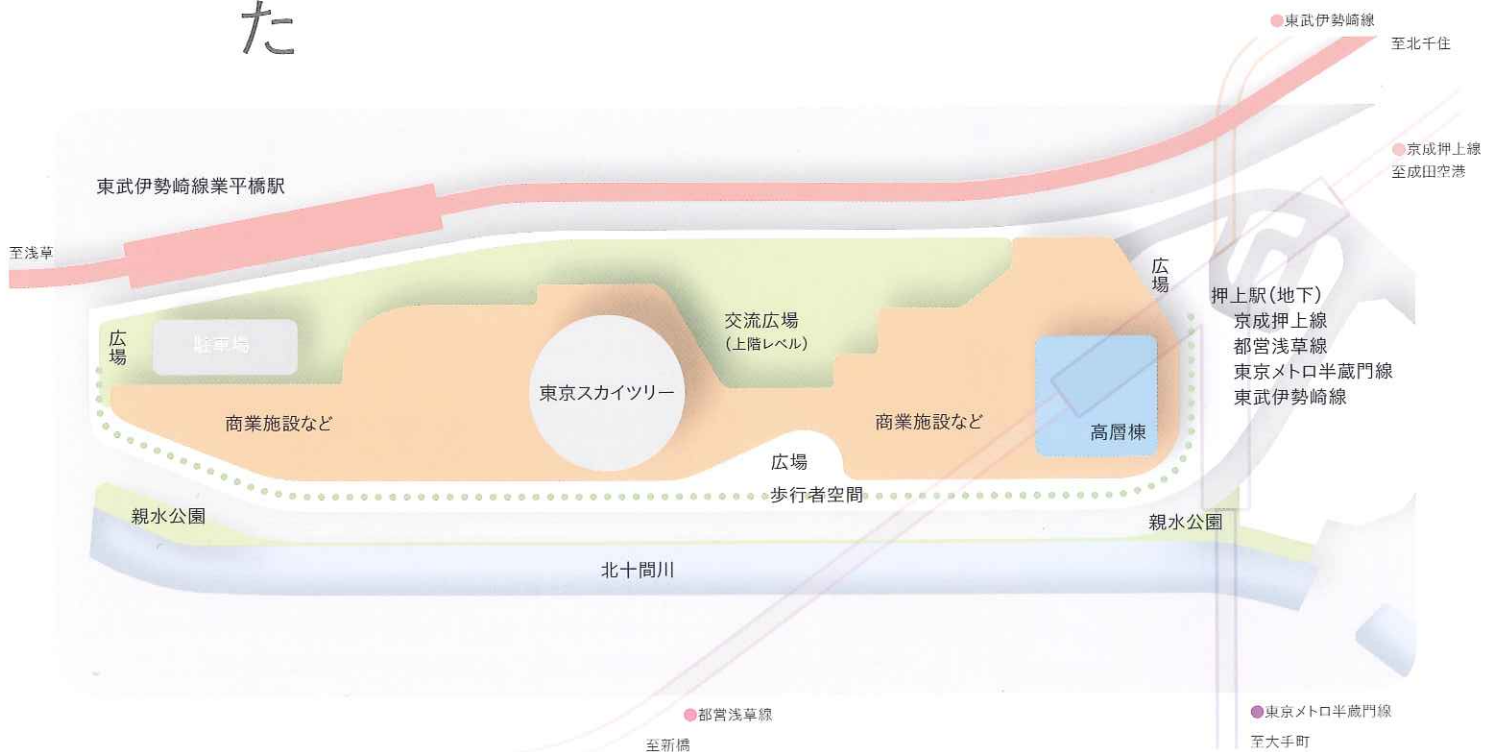 た
●東武伊勢崎線
至北千住
●京成押上線
至成田空港
東武伊勢崎線業平橋駅
至浅草
広場
駐車場
交流広場
(上階レベル)
東京スカイツリー
商業施設など
商業施設など
高層棟
広場
押上駅(地下)
京成押上線
都営浅草線
東京メトロ半蔵門線
東武伊勢崎線
広場
歩行者空間
親水公園
親水公園
北十間川
●都営浅草線
至新橋
●東京メトロ半蔵門線
至大手町